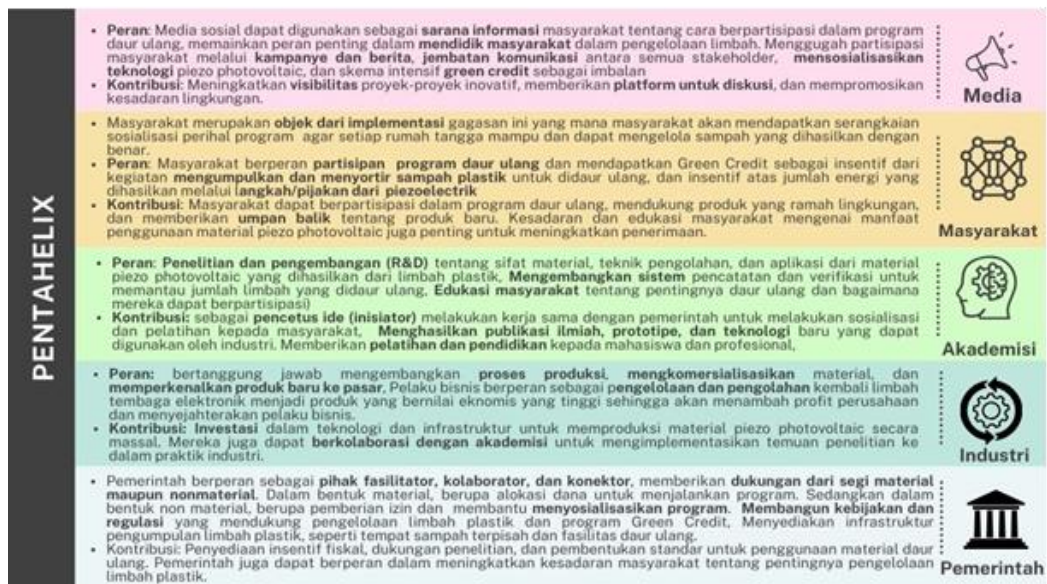 PENTAHELIX
• Peran: Media sosial dapat digunakan sebagai sarana informasi masyarakat tentang cara berpartisipasi dalam program
daur ulang, memainkan peran penting dalam mendidik masyarakat dalam pengelolaan limbah. Menggugah partisipasi
masyarakat melalui kampanye dan berita, jembatan komunikasi antara semua stakeholder, mensosialisasikan
teknologi piezo photovoltaic, dan skema intensif green credit sebagai imbalan
• Kontribusi: Meningkatkan visibilitas proyek-proyek inovatif, memberikan platform untuk diskusi, dan mempromosikan
kesadaran lingkungan.
Media
• Masyarakat merupakan objek dari implementasi gagasan ini yang mana masyarakat akan mendapatkan serangkaian
sosialisasi perihal program agar setiap rumah tangga mampu dan dapat mengelola sampah yang dihasilkan dengan
benar.
• Peran: Masyarakat berperan partisipan program daur ulang dan mendapatkan Green Credit sebagai insentif dari
kegiatan mengumpulkan dan menyortir sampah plastik untuk didaur ulang, dan insentif atas jumlah energi yang
dihasilkan melalui langkah/pijakan dari piezoelectrik
• Kontribusi: Masyarakat dapat berpartisipasi dalam program daur ulang, mendukung produk yang ramah lingkungan,
dan memberikan umpan balik tentang produk baru. Kesadaran dan edukasi masyarakat mengenai manfaat
penggunaan material piezo photovoltaic juga penting untuk meningkatkan penerimaan.
Masyarakat
• Peran: Penelitian dan pengembangan (R&D) tentang sifat material, teknik pengolahan, dan aplikasi dari material
piezo photovoltaic yang dihasilkan dari limbah plastik, Mengembangkan sistem pencatatan dan verifikasi untuk
memantau jumlah limbah yang didaur ulang, Edukasi masyarakat tentang pentingnya daur ulang dan bagaimana
mereka dapat berpartisipasi)
• Kontribusi: sebagai pencetus ide (inisiator) melakukan kerja sama dengan pemerintah untuk melakukan sosialisasi
dan pelatihan kepada masyarakat, Menghasilkan publikasi ilmiah, prototipe, dan teknologi baru yang dapat
digunakan oleh industri. Memberikan pelatihan dan pendidikan kepada mahasiswa dan profesional,
Akademisi
• Peran: bertanggung jawab mengembangkan proses produksi, mengkomersialisasikan material, dan
memperkenalkan produk baru ke pasar, Pelaku bisnis berperan sebagai pengelolaan dan pengolahan kembali limbah
tembaga elektronik menjadi produk yang bernilai eknomis yang tinggi sehingga akan menambah profit perusahaan
dan menyejahterakan pelaku bisnis.
• Kontribusi: Investasi dalam teknologi dan infrastruktur untuk memproduksi material piezo photovoltaic secara
massal. Mereka juga dapat berkolaborasi dengan akademisi untuk mengimplementasikan temuan penelitian ke
dalam praktik industri.
Industri
• Pemerintah berperan sebagai pihak fasilitator, kolaborator, dan konektor, memberikan dukungan dari segi material
maupun nonmaterial. Dalam bentuk material, berupa alokasi dana untuk menjalankan program. Sedangkan dalam
bentuk non material, berupa pemberian izin dan membantu menyosialisasikan program. Membangun kebijakan dan
regulasi yang mendukung pengelolaan limbah plastik dan program Green Credit, Menyediakan infrastruktur
pengumpulan limbah plastik, seperti tempat sampah terpisah dan fasilitas daur ulang.
• Kontribusi: Penyediaan insentif fiskal, dukungan penelitian, dan pembentukan standar untuk penggunaan material daur
ulang. Pemerintah juga dapat berperan dalam meningkatkan kesadaran masyarakat tentang pentingnya pengelolaan
limbah plastik.
Pemerintah